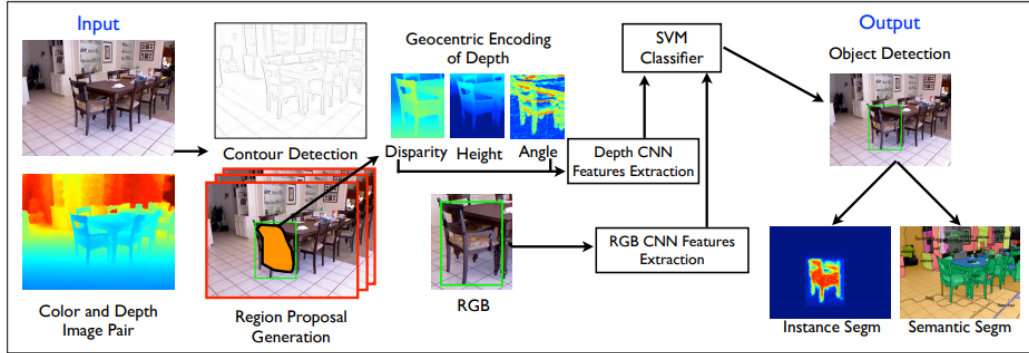 Input
Color and Depth
Image Pair
Contour Detection
Region Proposal
Generation
Geocentric Encoding
of Depth
Disparity
Height
Angle
RGB
Depth CNN
Features Extraction
RGB CNN Features
Extraction
SVM
Classifier
Output
Object Detection
Instance Segm
Semantic Segm